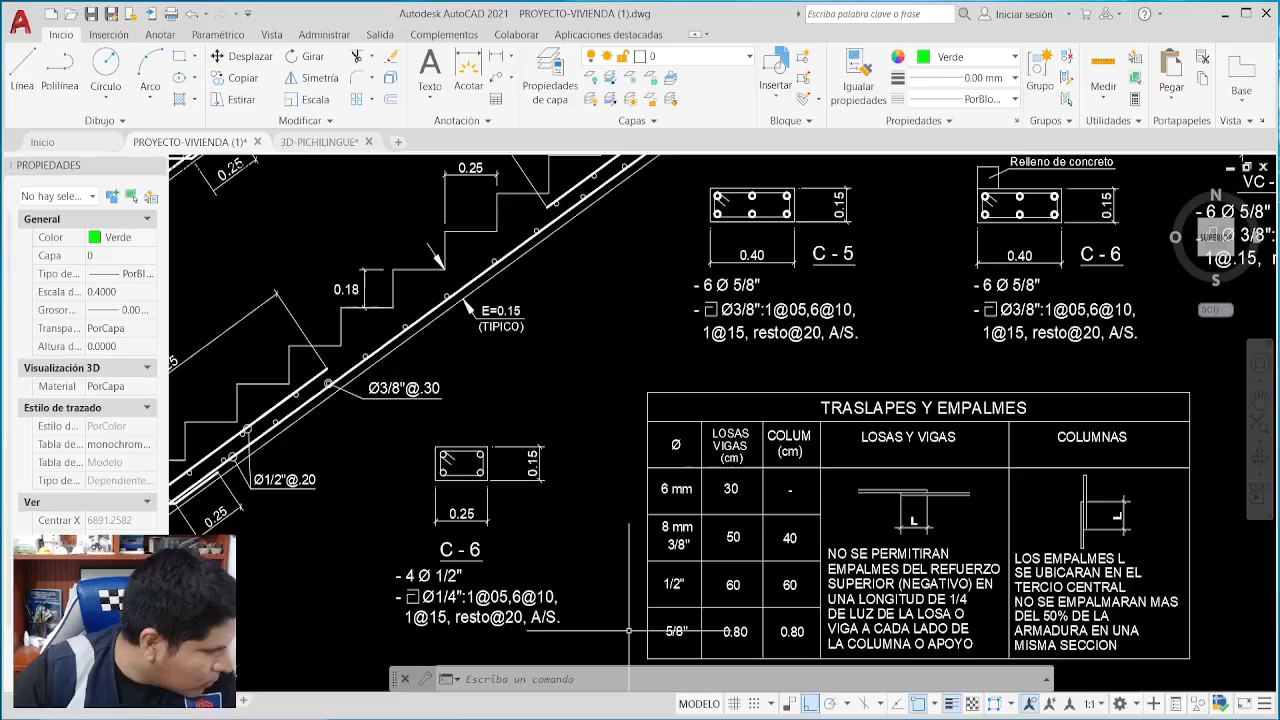 Autodesk AutoCAD 2021 PROYECTO-VIVIENDA (1).dwg
Escriba palabra clave o frase
Iniciar sesión
Inicio Inserción Anotar Paramétrico Vista Administrar Salida Complementos Colaborar Aplicaciones destacadas
Línea Polilínea Círculo Arco
Desplazar Girar
Copiar Simetría
Estirar Escala
Texto Acotar
Propiedades de capa
0
Insertar
Igualar propiedades
Verde
0.00 mm
PorBlo...
Grupo
Medir
Pegar
Base
Dibujo Modificar Anotación Capas Bloque Propiedades Grupos Utilidades Portapapeles Vista
Inicio PROYECTO-VIVIENDA (1)* 3D-PICHILINGUE*
PROPIEDADES
No hay sele...
General
Color Verde
Capa 0
Tipo de... PorBl...
Escala d... 0.4000
Grosor... 0.00 ...
Transpa... PorCapa
Altura d... 0.0000
Visualización 3D
Material PorCapa
Estilo de trazado
Estilo d... PorColor
Tabla de... monochrom...
Tabla d... Modelo
Tipo de... Dependiente...
Ver
Centrar X 6891.2582
0.25
0.25
0.18
E=0.15
(TIPICO)
Ø3/8"@.30
Ø1/2"@.20
0.25
0.15
0.25
C - 6
- 4 Ø 1/2"
- Ø1/4":1@05,6@10,
1@15, resto@20, A/S.
0.15
0.40
C - 5
- 6 Ø 5/8"
- Ø3/8":1@05,6@10,
1@15, resto@20, A/S.
Relleno de concreto
0.15
0.40
C - 6
- 6 Ø 5/8"
- Ø3/8":1@05,6@10,
1@15, resto@20, A/S.
VC -
- 6 Ø 5/8"
N
O
SUPERIOR
S
SCU
TRASLAPES Y EMPALMES
Ø
LOSAS
VIGAS
(cm)
COLUM
(cm)
LOSAS Y VIGAS
COLUMNAS
6 mm 30 -
8 mm
3/8"
50 40
1/2" 60 60
5/8" 0.80 0.80
L
NO SE PERMITIRAN
EMPALMES DEL REFUERZO
SUPERIOR (NEGATIVO) EN
UNA LONGITUD DE 1/4
DE LUZ DE LA LOSA O
VIGA A CADA LADO DE
LA COLUMNA O APOYO
L
LOS EMPALMES L
SE UBICARAN EN EL
TERCIO CENTRAL
NO SE EMPALMARAN MAS
DEL 50% DE LA
ARMADURA EN UNA
MISMA SECCION
Escriba un comando
MODELO
1:1